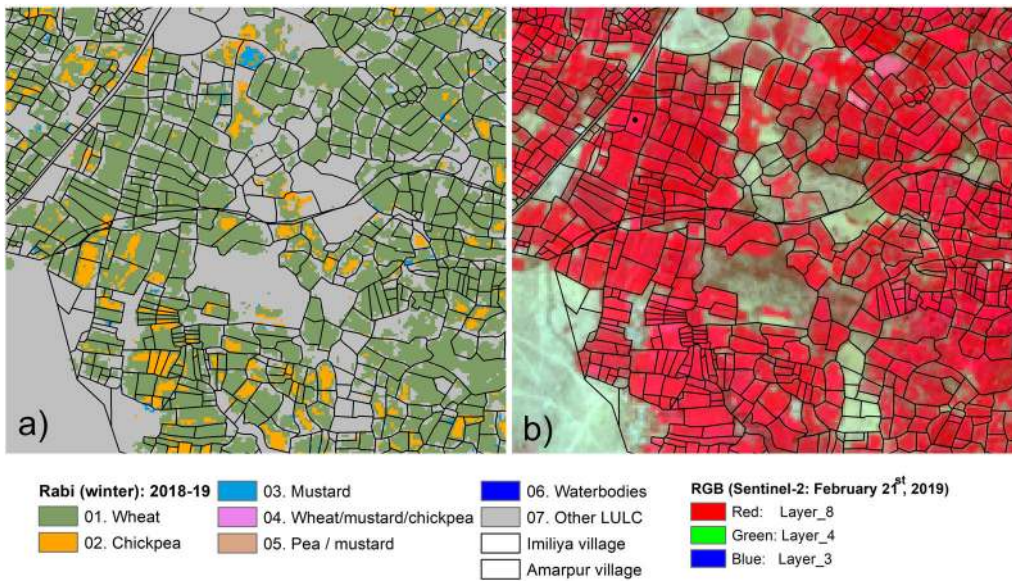 a)
b)
Rabi (winter): 2018-19
01. Wheat
02. Chickpea
03. Mustard
04. Wheat/mustard/chickpea
05. Pea / mustard
06. Waterbodies
07. Other LULC
Imiliya village
Amarpur village
RGB (Sentinel-2: February 21st, 2019)
Red: Layer_8
Green: Layer_4
Blue: Layer_3